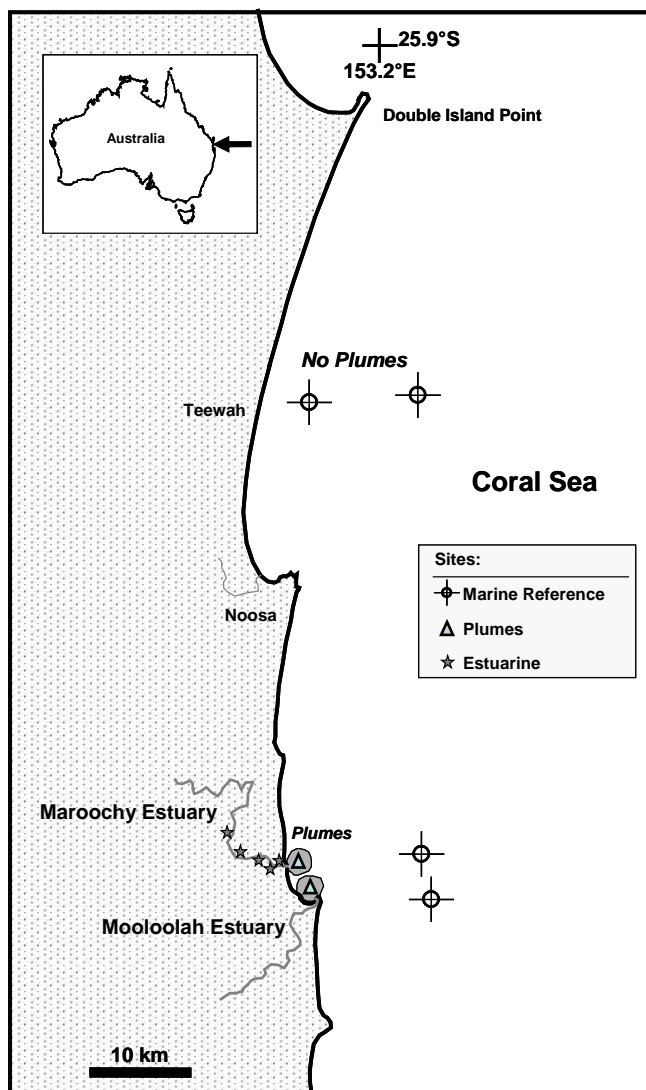 25.9°S
153.2°E
Double Island Point
Australia
No Plumes
Teewah
Coral Sea
Sites:
Marine Reference
Plumes
Estuarine
Noosa
Maroochy Estuary
Plumes
Mooloolah Estuary
10 km